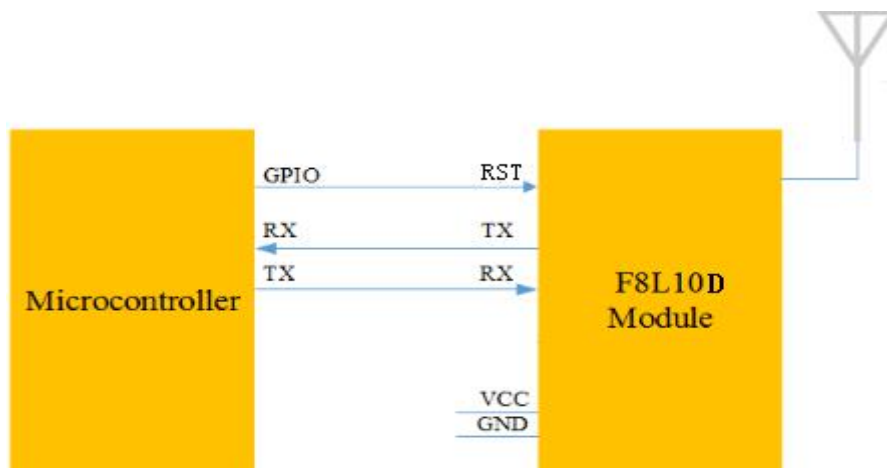 GPIO RST
RX TX
TX RX
Microcontroller
F8L10D
Module
VCC
GND